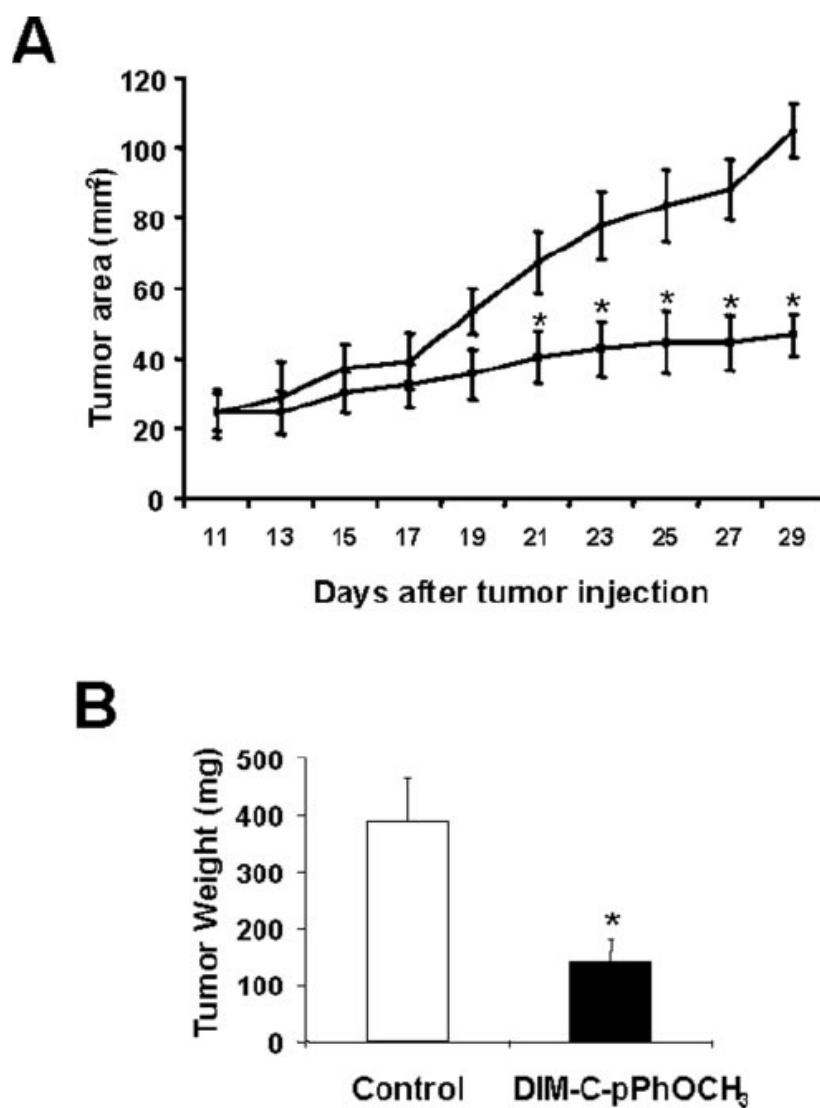 A
120
100
80
60
40
20
0
Tumor area (mm²)
* * * * *
11 13 15 17 19 21 23 25 27 29
Days after tumor injection
B
500
400
300
200
100
0
Tumor Weight (mg)
*
Control DIM-C-pPhOCH₃